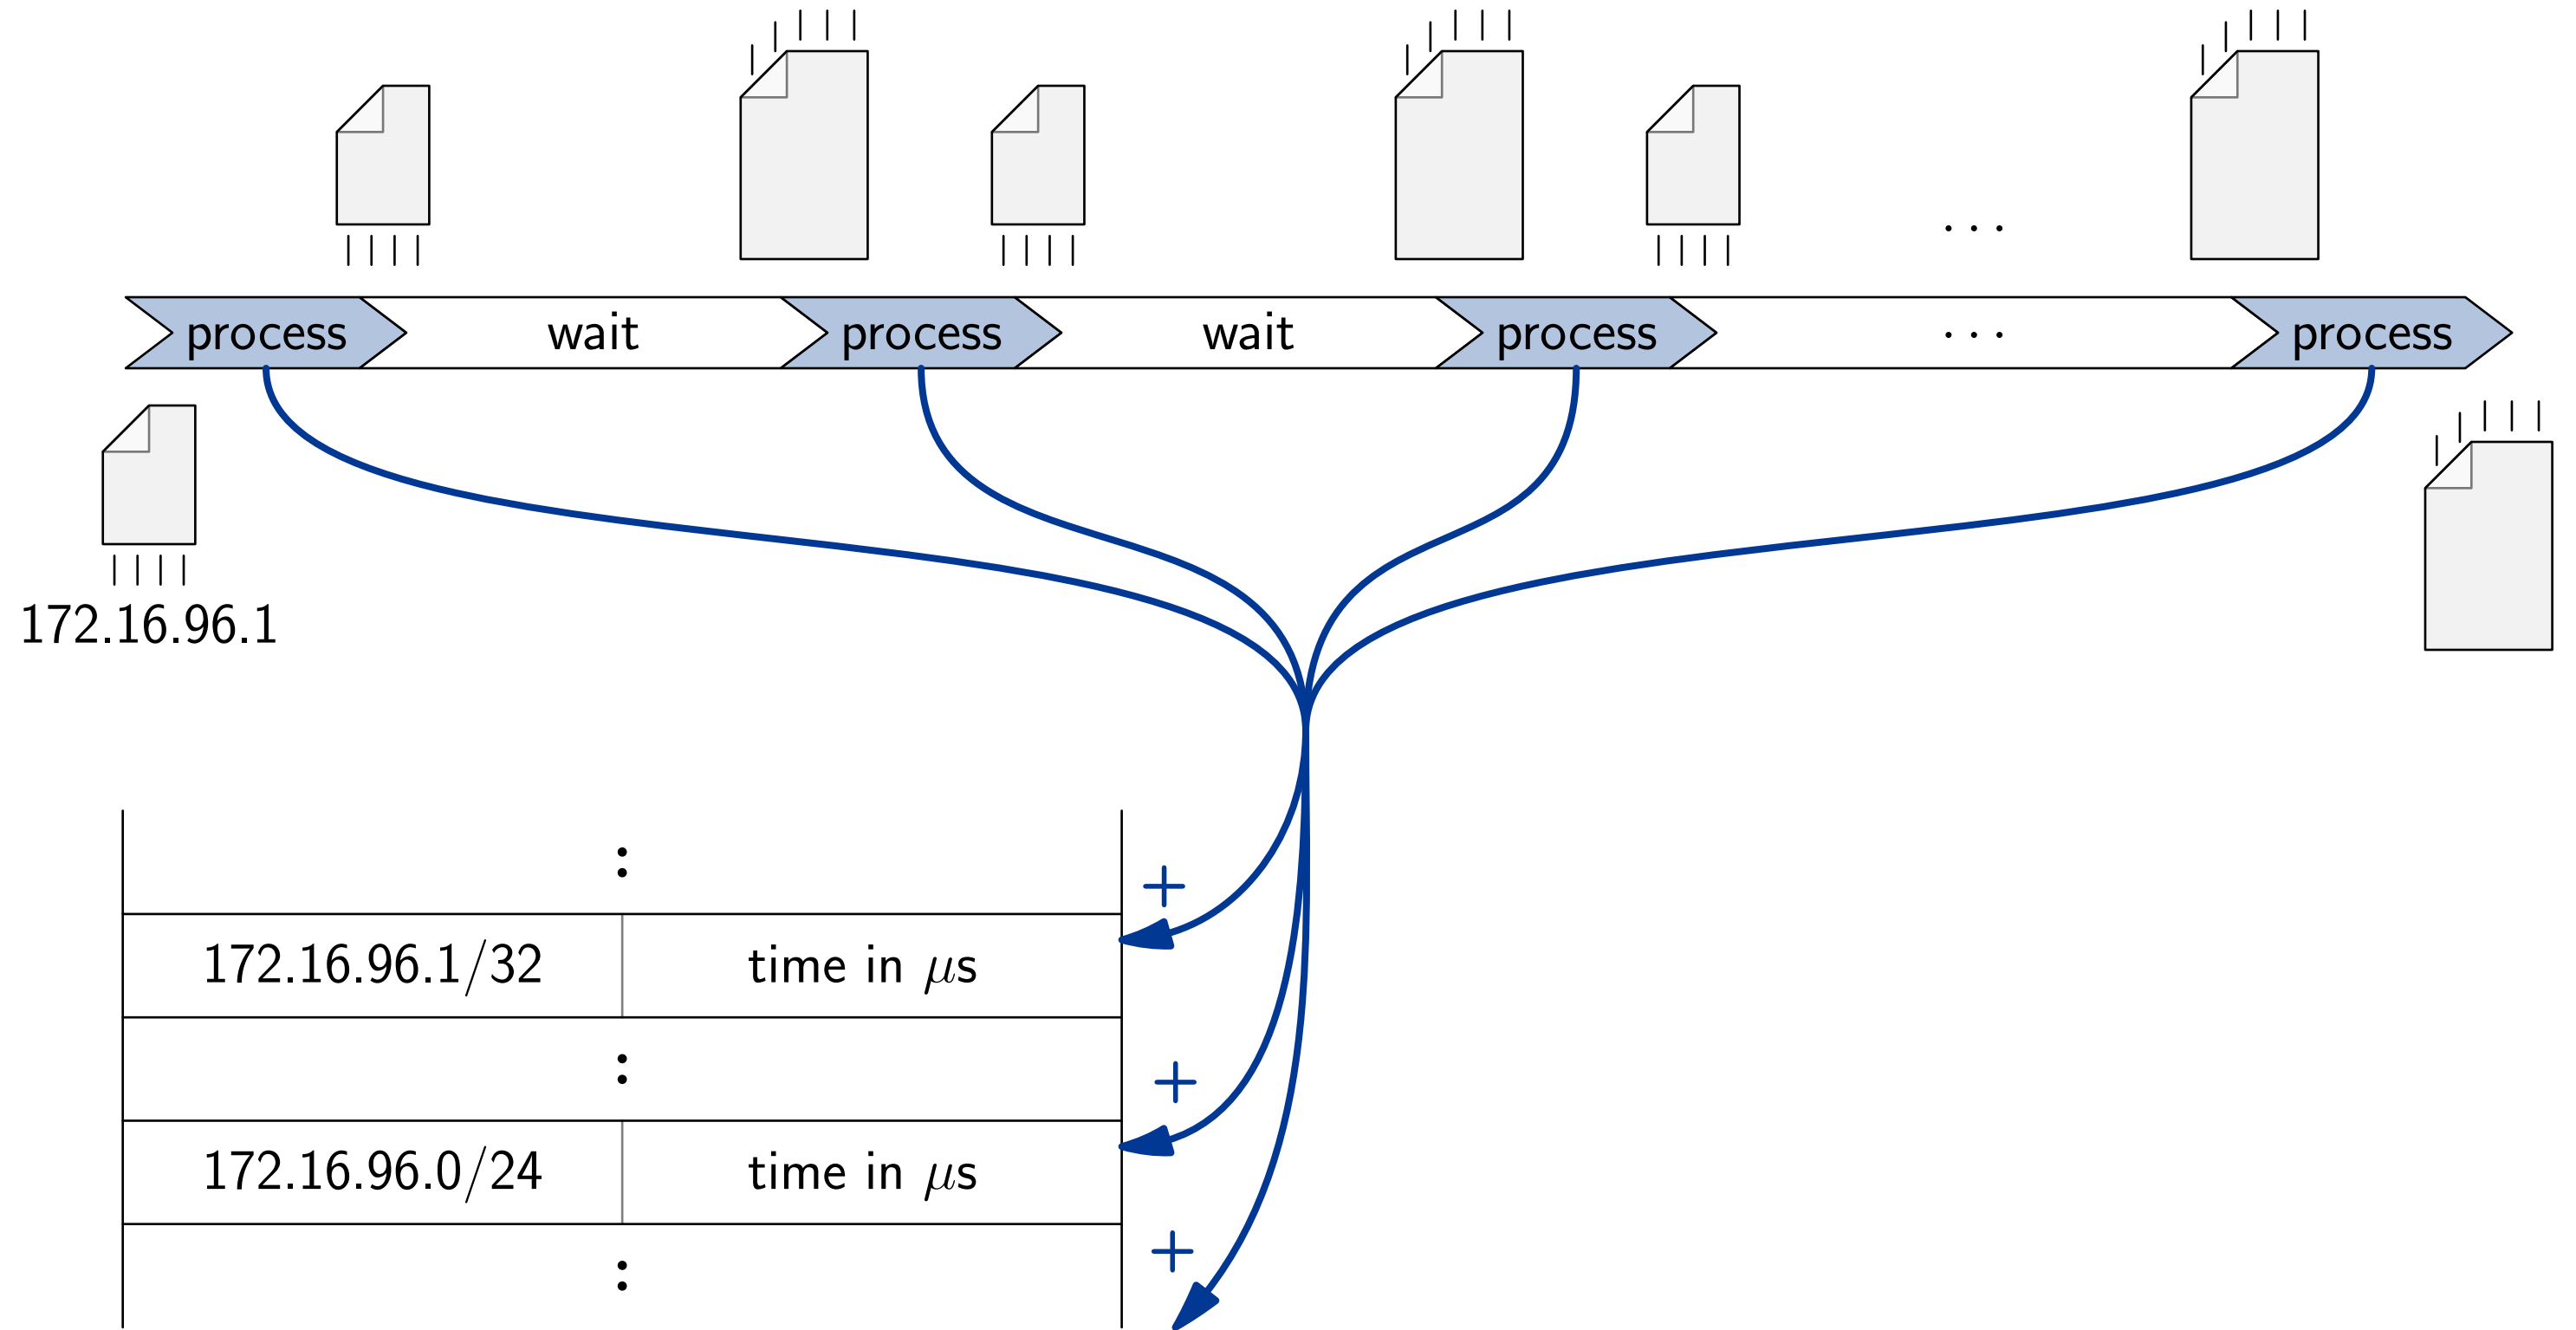 . . .
process wait process wait process . . . process
172.16.96.1
:
+
172.16.96.1/32 time in μs
:
+
172.16.96.0/24 time in μs
+
: